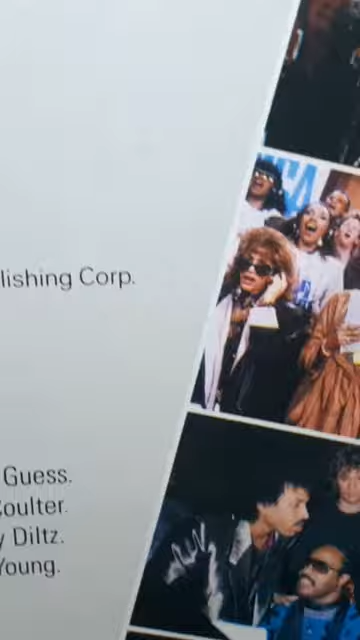 lishing Corp.
Guess.
Coulter.
y Diltz.
Young.